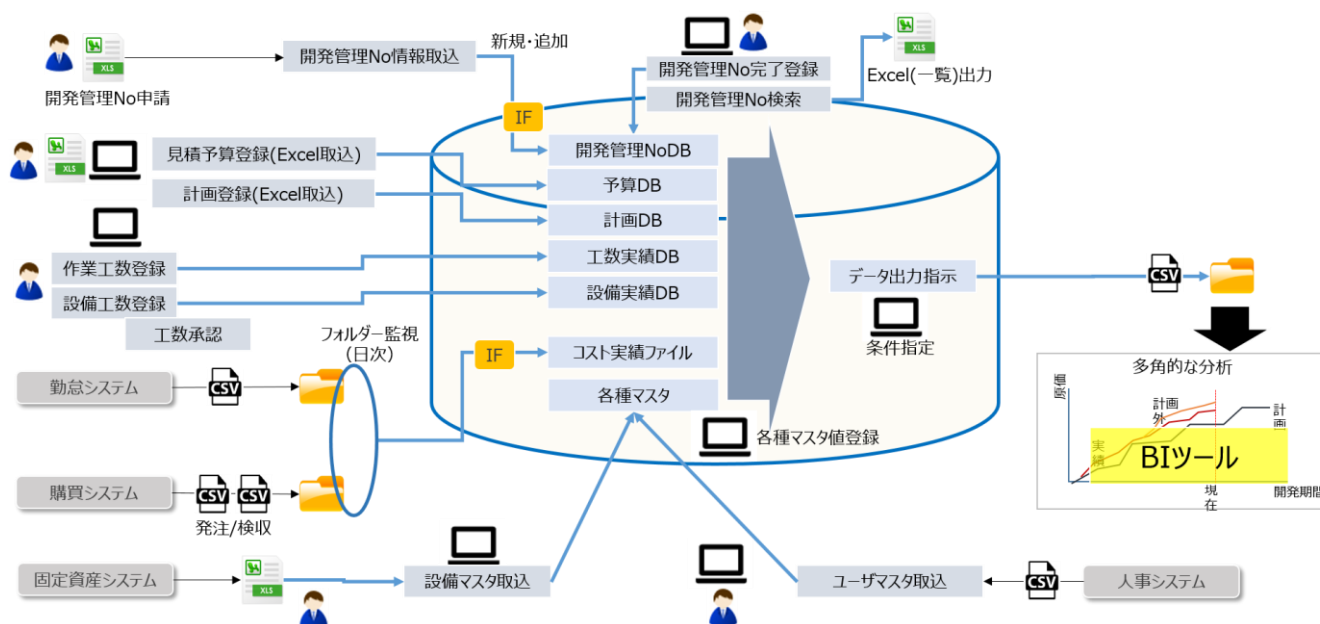 XLS
開発管理No申請
開発管理No情報取込
新規・追加
IF
開発管理No完了登録
開発管理No検索
XLS
Excel(一覧)出力
XLS
見積予算登録(Excel取込)
計画登録(Excel取込)
作業工数登録
設備工数登録
工数承認
開発管理NoDB
予算DB
計画DB
工数実績DB
設備実績DB
コスト実績ファイル
各種マスタ
データ出力指示
条件指定
各種マスタ値登録
CSV
フォルダー監視
(日次)
IF
勤怠システム
CSV
購買システム
CSV
CSV
発注/検収
固定資産システム
XLS
設備マスタ取込
ユーザマスタ取込
CSV
人事システム
多角的な分析
原価
計画
外
計
画
実
績
BIツール
現
在
開発期間